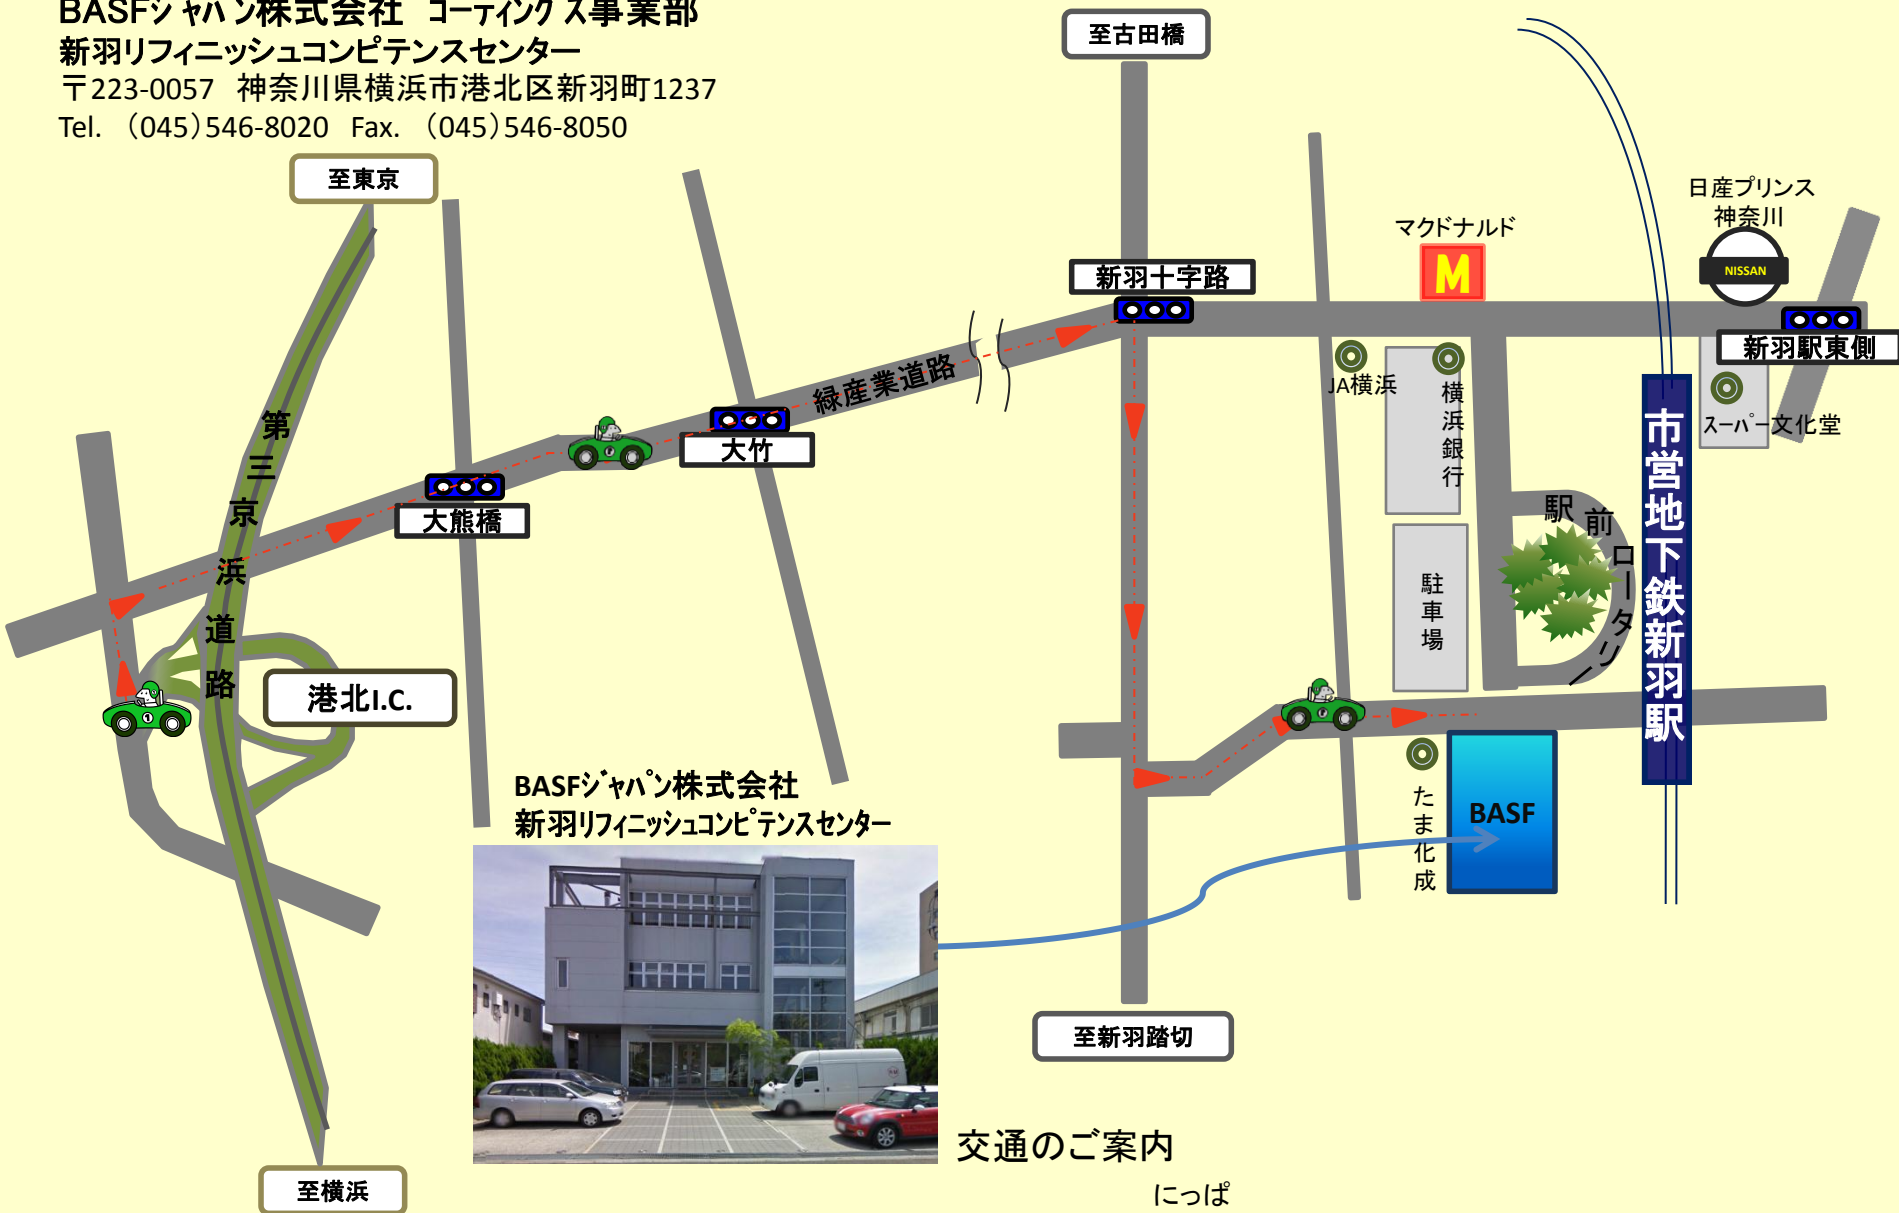 BASFジャパン株式会社 コーティングス事業部
新羽リフィニッシュコンピテンスセンター
〒223-0057 神奈川県横浜市港北区新羽町1237
Tel. （045）546-8020 Fax. （045）546-8050
至古田橋
至東京
日産プリンス
神奈川
マクドナルド
M
NISSAN
新羽十字路
新羽駅東側
JA横浜
横浜銀行
スーパー文化堂
緑産業道路
大竹
大熊橋
第三京浜道路
市営地下鉄新羽駅
駅前ロータリー
駐車場
港北I.C.
BASFジャパン株式会社
新羽リフィニッシュコンピテンスセンター
たま化成
BASF
至新羽踏切
交通のご案内
至横浜
にっぱ